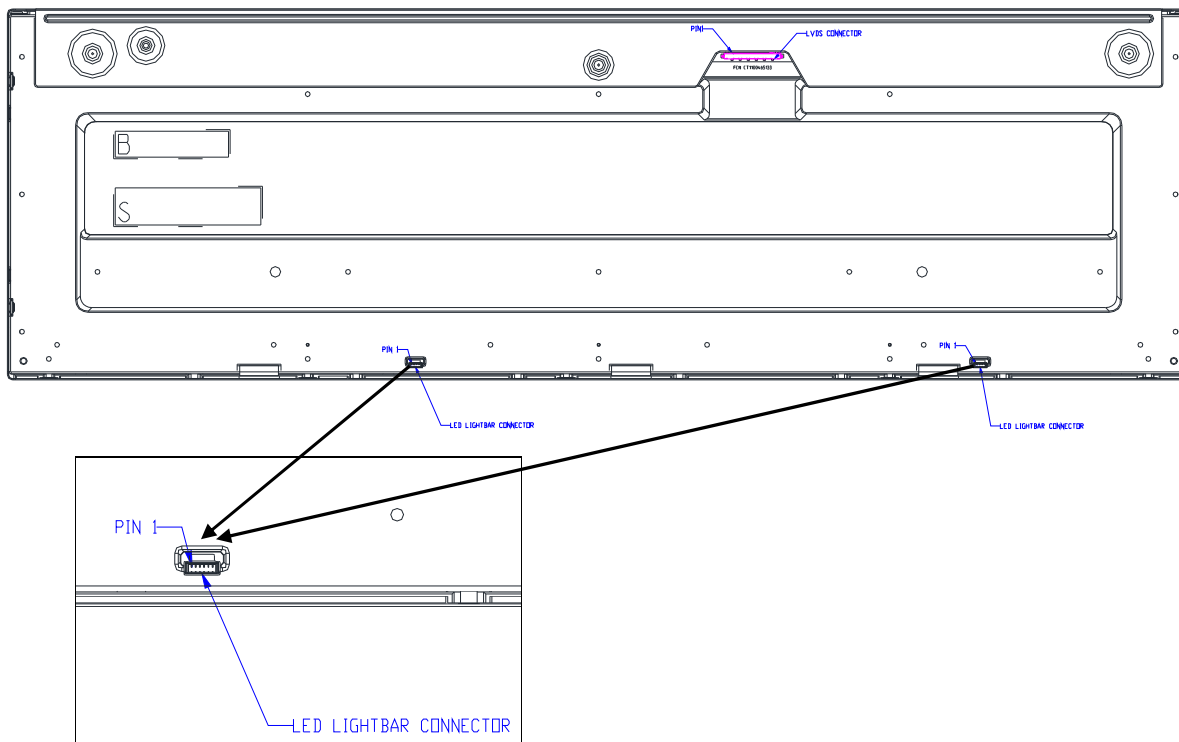 PIN1
LVDS CONNECTOR
B
S
PIN 1
LED LIGHTBAR CONNECTOR
PIN 1
LED LIGHTBAR CONNECTOR
PIN 1
LED LIGHTBAR CONNECTOR